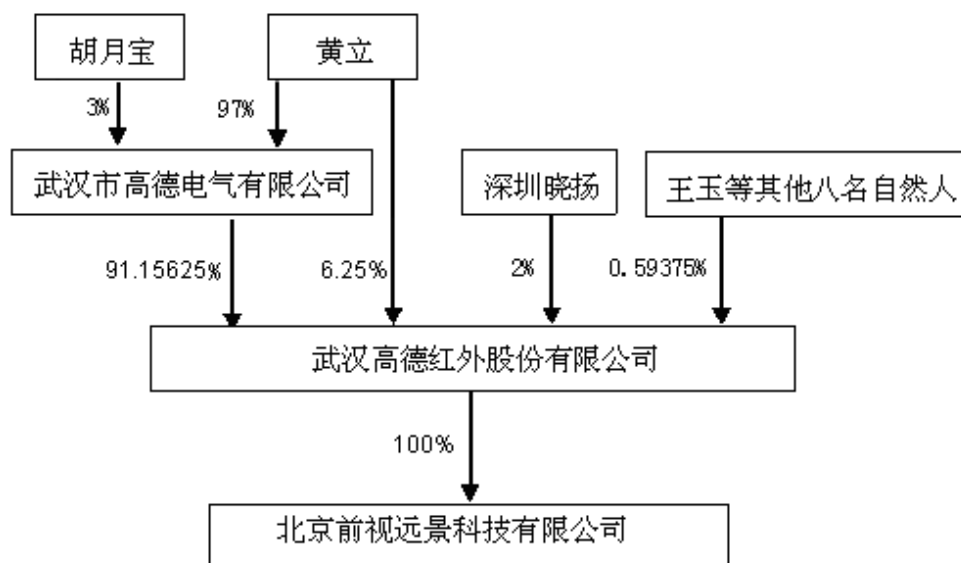 胡月宝
黄立
3%
97%
武汉市高德电气有限公司
深圳晓扬
王玉等其他八名自然人
91.15625%
6.25%
2%
0.59375%
武汉高德红外股份有限公司
100%
北京前视远景科技有限公司